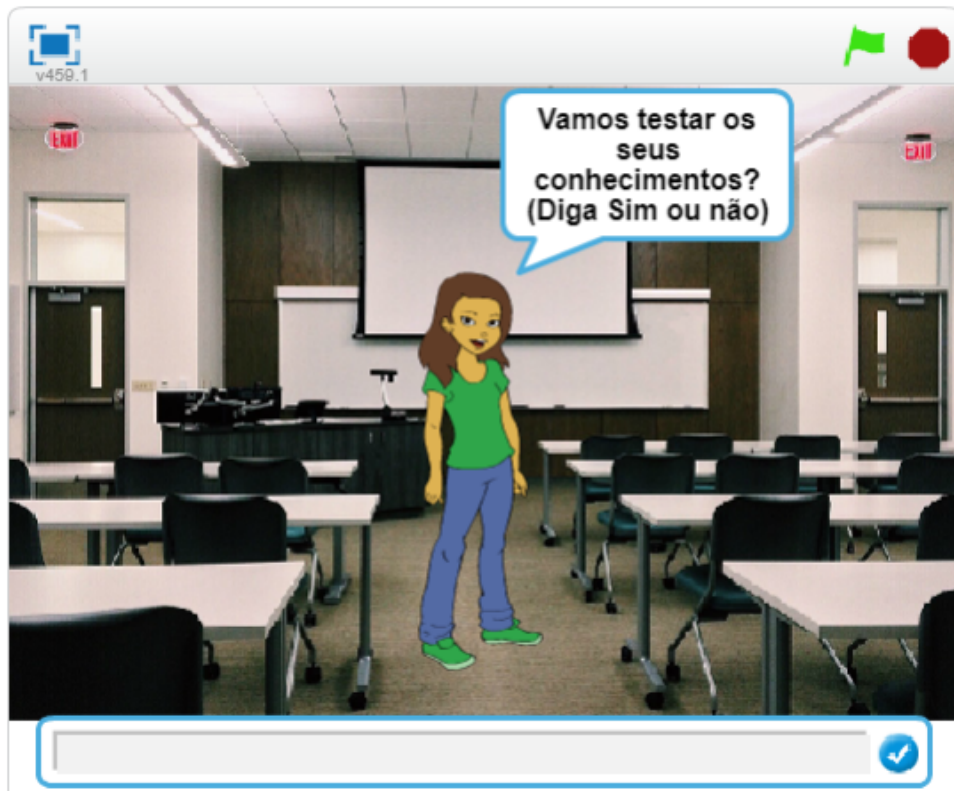 v459.1
Vamos testar os
seus
conhecimentos?
(Diga Sim ou não)
EXIT
EXIT